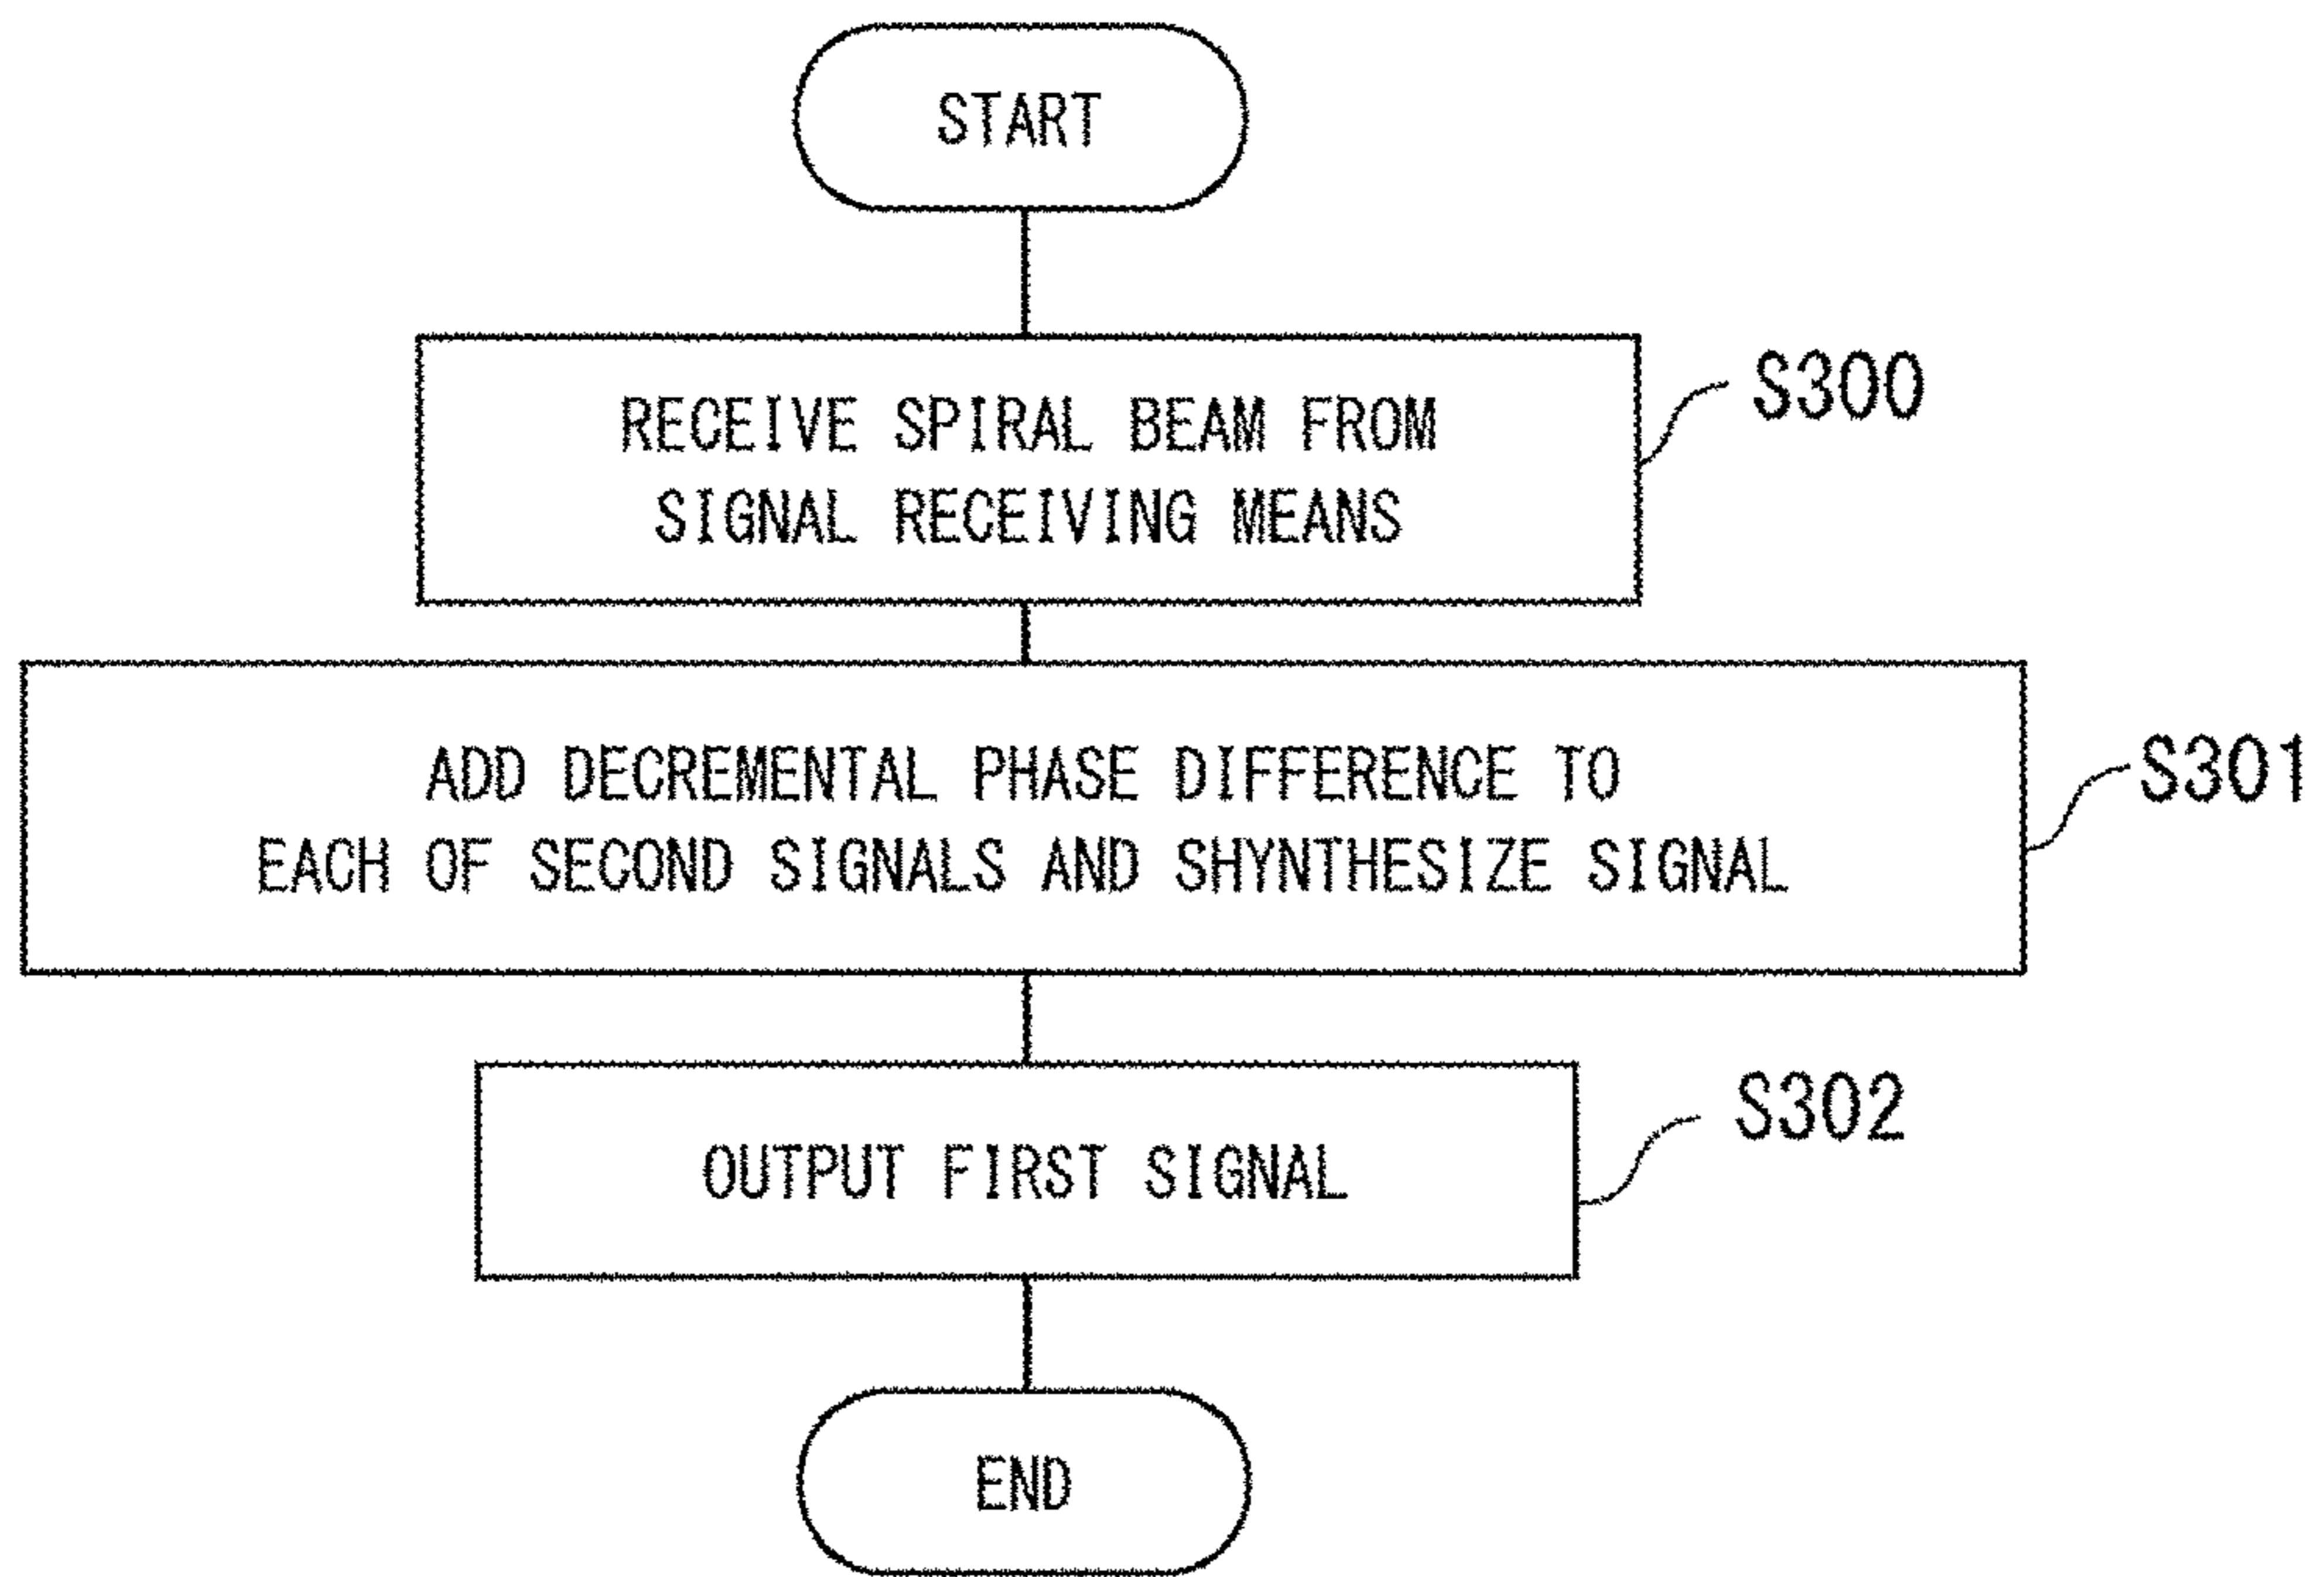 START
RECEIVE SPIRAL BEAM FROM
SIGNAL RECEIVING MEANS
S300
ADD DECREMENTAL PHASE DIFFERENCE TO
EACH OF SECOND SIGNALS AND SHYNTHESIZE SIGNAL
S301
OUTPUT FIRST SIGNAL
S302
END